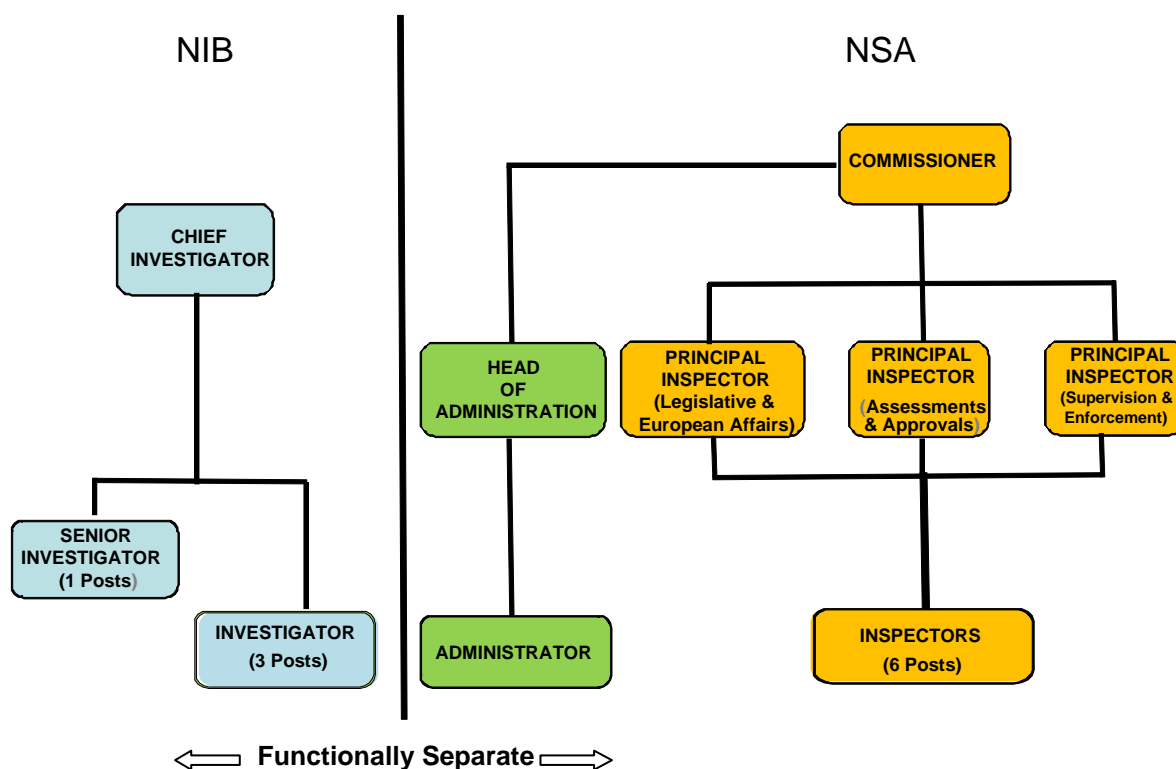 NIB
NSA
COMMISSIONER
CHIEF
INVESTIGATOR
HEAD
OF
ADMINISTRATION
PRINCIPAL
INSPECTOR
(Legislative &
European Affairs)
PRINCIPAL
INSPECTOR
(Assessments
& Approvals)
PRINCIPAL
INSPECTOR
(Supervision &
Enforcement)
SENIOR
INVESTIGATOR
(1 Posts)
INVESTIGATOR
(3 Posts)
ADMINISTRATOR
INSPECTORS
(6 Posts)
Functionally Separate